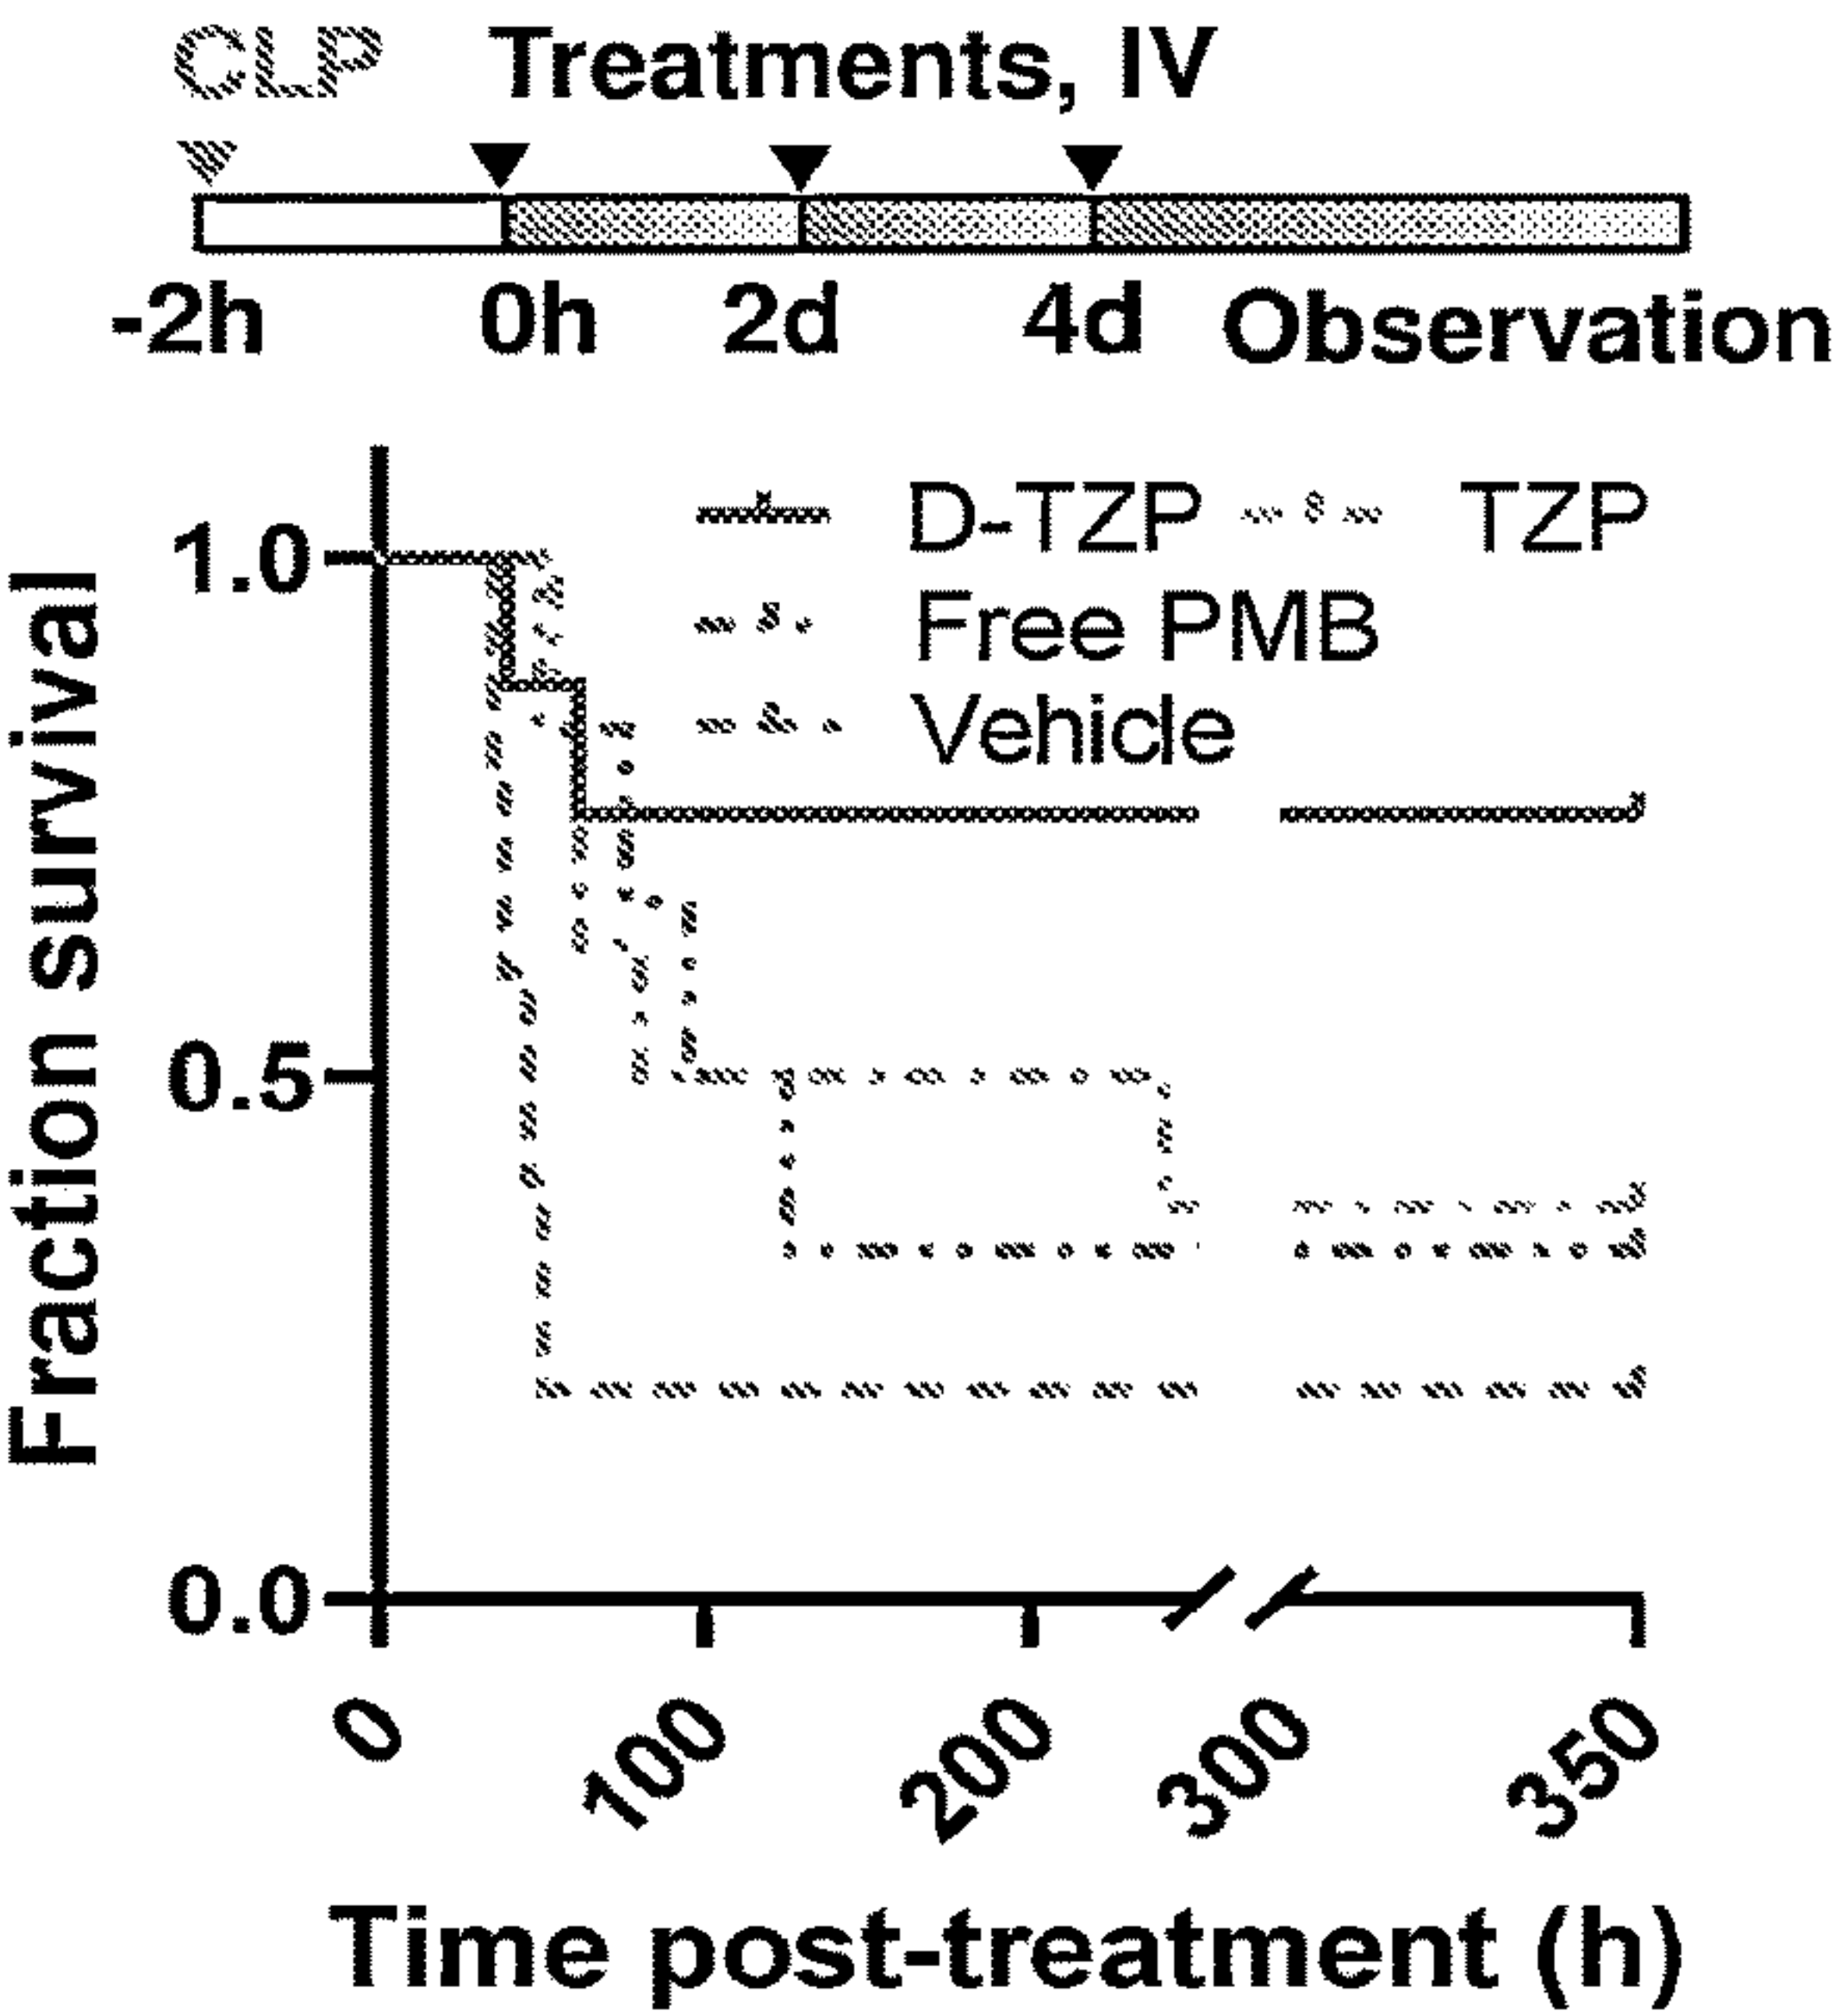 CLP Treatments, IV
-2h 0h 2d 4d Observation
D-TZP TZP
Free PMB
Vehicle
Fraction survival
1.0
0.5
0.0
0 100 200 300 350
Time post-treatment (h)